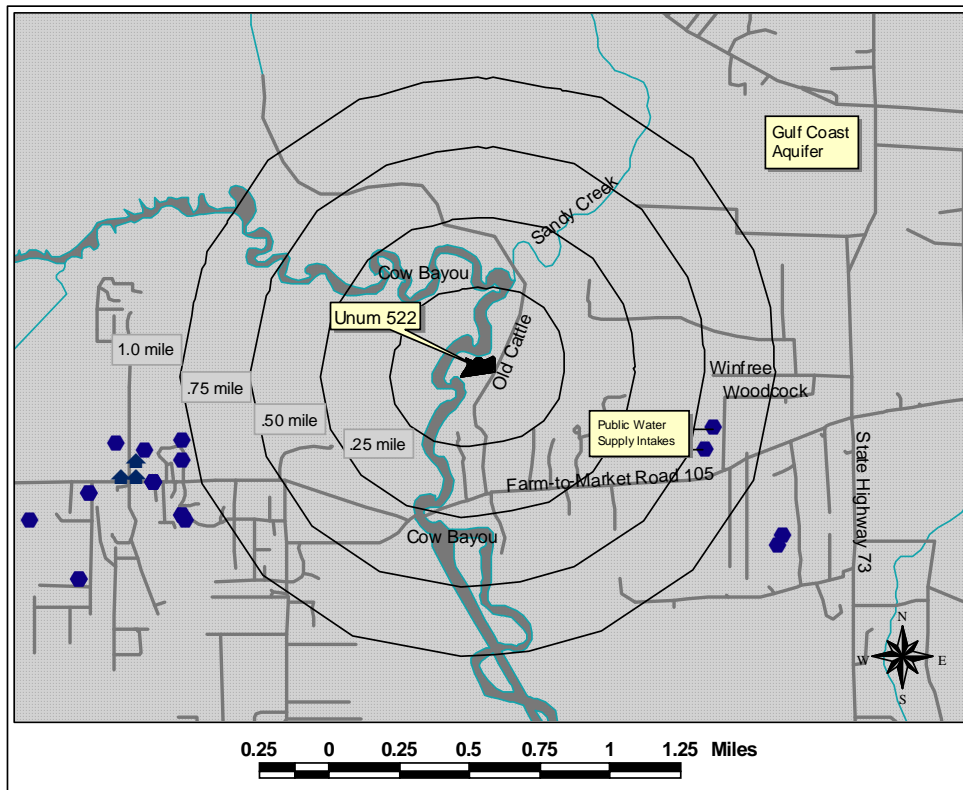 Gulf Coast
Aquifer
Sandy Creek
Cow Bayou
Unum 522
Old Cattle
1.0 mile
.75 mile
.50 mile
.25 mile
Winfree
Woodcock
Public Water
Supply Intakes
Farm-to-Market Road 105
State Highway 73
Cow Bayou
N
W
E
S
0.25 0 0.25 0.5 0.75 1 1.25 Miles